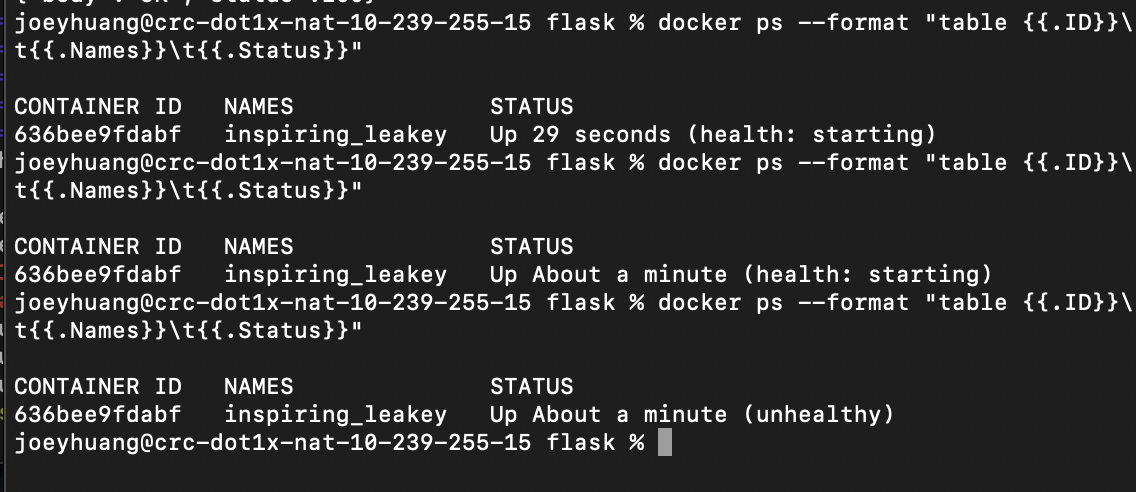 { body : OK , status :200}
joeyhuang@crc-dot1x-nat-10-239-255-15 flask % docker ps --format "table {{.ID}}\
t{{.Names}}\t{{.Status}}"
CONTAINER ID   NAMES              STATUS
636bee9fdabf   inspiring_leakey   Up 29 seconds (health: starting)
joeyhuang@crc-dot1x-nat-10-239-255-15 flask % docker ps --format "table {{.ID}}\
t{{.Names}}\t{{.Status}}"
CONTAINER ID   NAMES              STATUS
636bee9fdabf   inspiring_leakey   Up About a minute (health: starting)
joeyhuang@crc-dot1x-nat-10-239-255-15 flask % docker ps --format "table {{.ID}}\
t{{.Names}}\t{{.Status}}"
CONTAINER ID   NAMES              STATUS
636bee9fdabf   inspiring_leakey   Up About a minute (unhealthy)
joeyhuang@crc-dot1x-nat-10-239-255-15 flask %